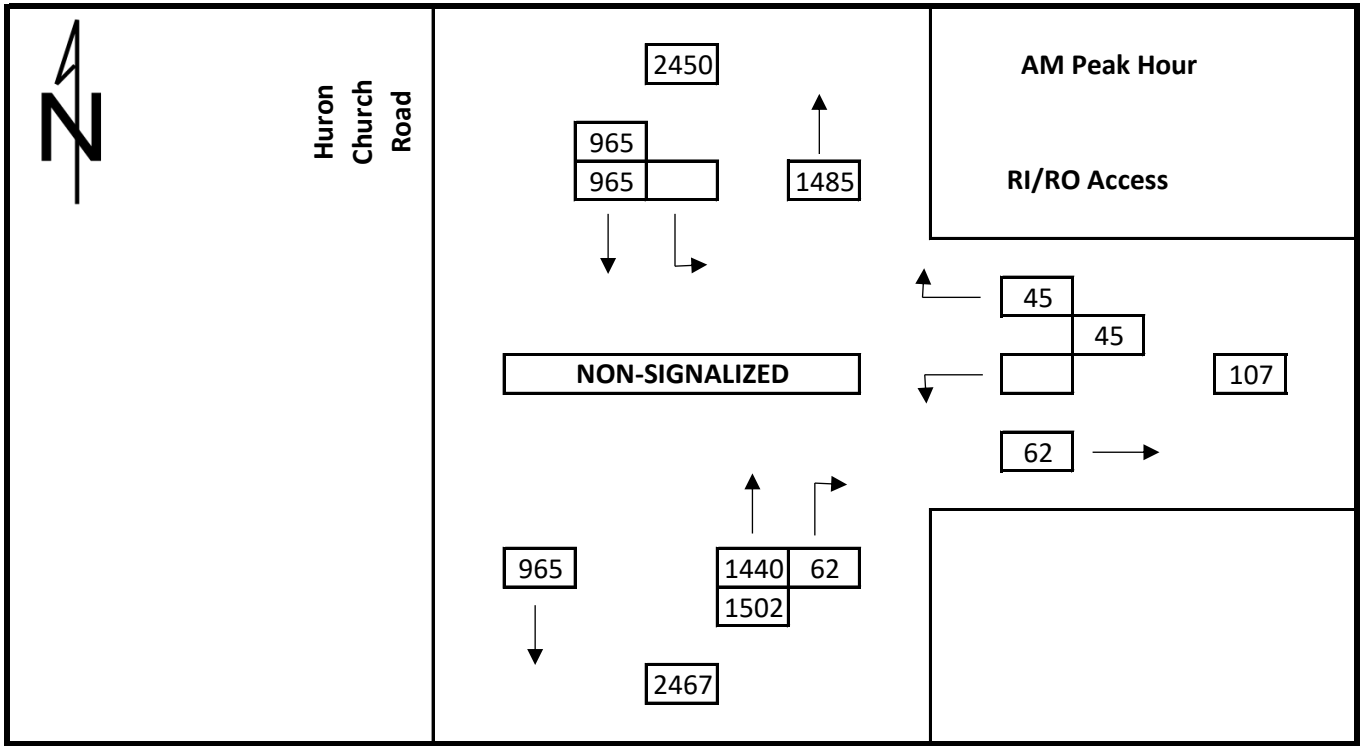 N
Huron
Church
Road
2450
AM Peak Hour
965
965
1485
RI/RO Access
45
45
NON-SIGNALIZED
107
62
965
1440 62
1502
2467